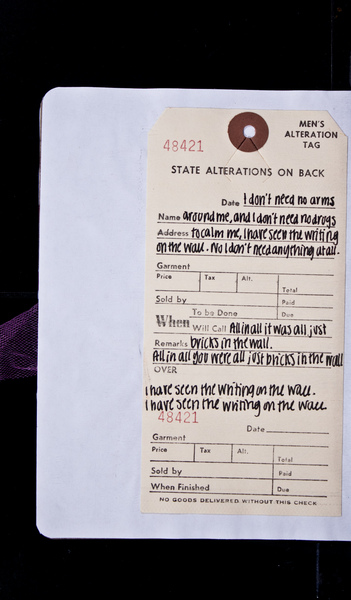 MEN'S
ALTERATION
TAG
48421
STATE ALTERATIONS ON BACK
Date I don't need no arms
Name around me, and I don't need no drugs
Address to calm me, I have seen the writing
on the wall. No I don't need anything at all.
Garment
Price Tax Alt. Total
Sold by Paid
To be Done Due
When Will Call All in all it was all just
Remarks bricks in the wall.
All in all you were all just bricks in the wall
OVER
I have seen the writing on the wall.
I have seen the writing on the wall.
48421
Date
Garment
Price Tax Alt. Total
Sold by Paid
When Finished Due
NO GOODS DELIVERED WITHOUT THIS CHECK